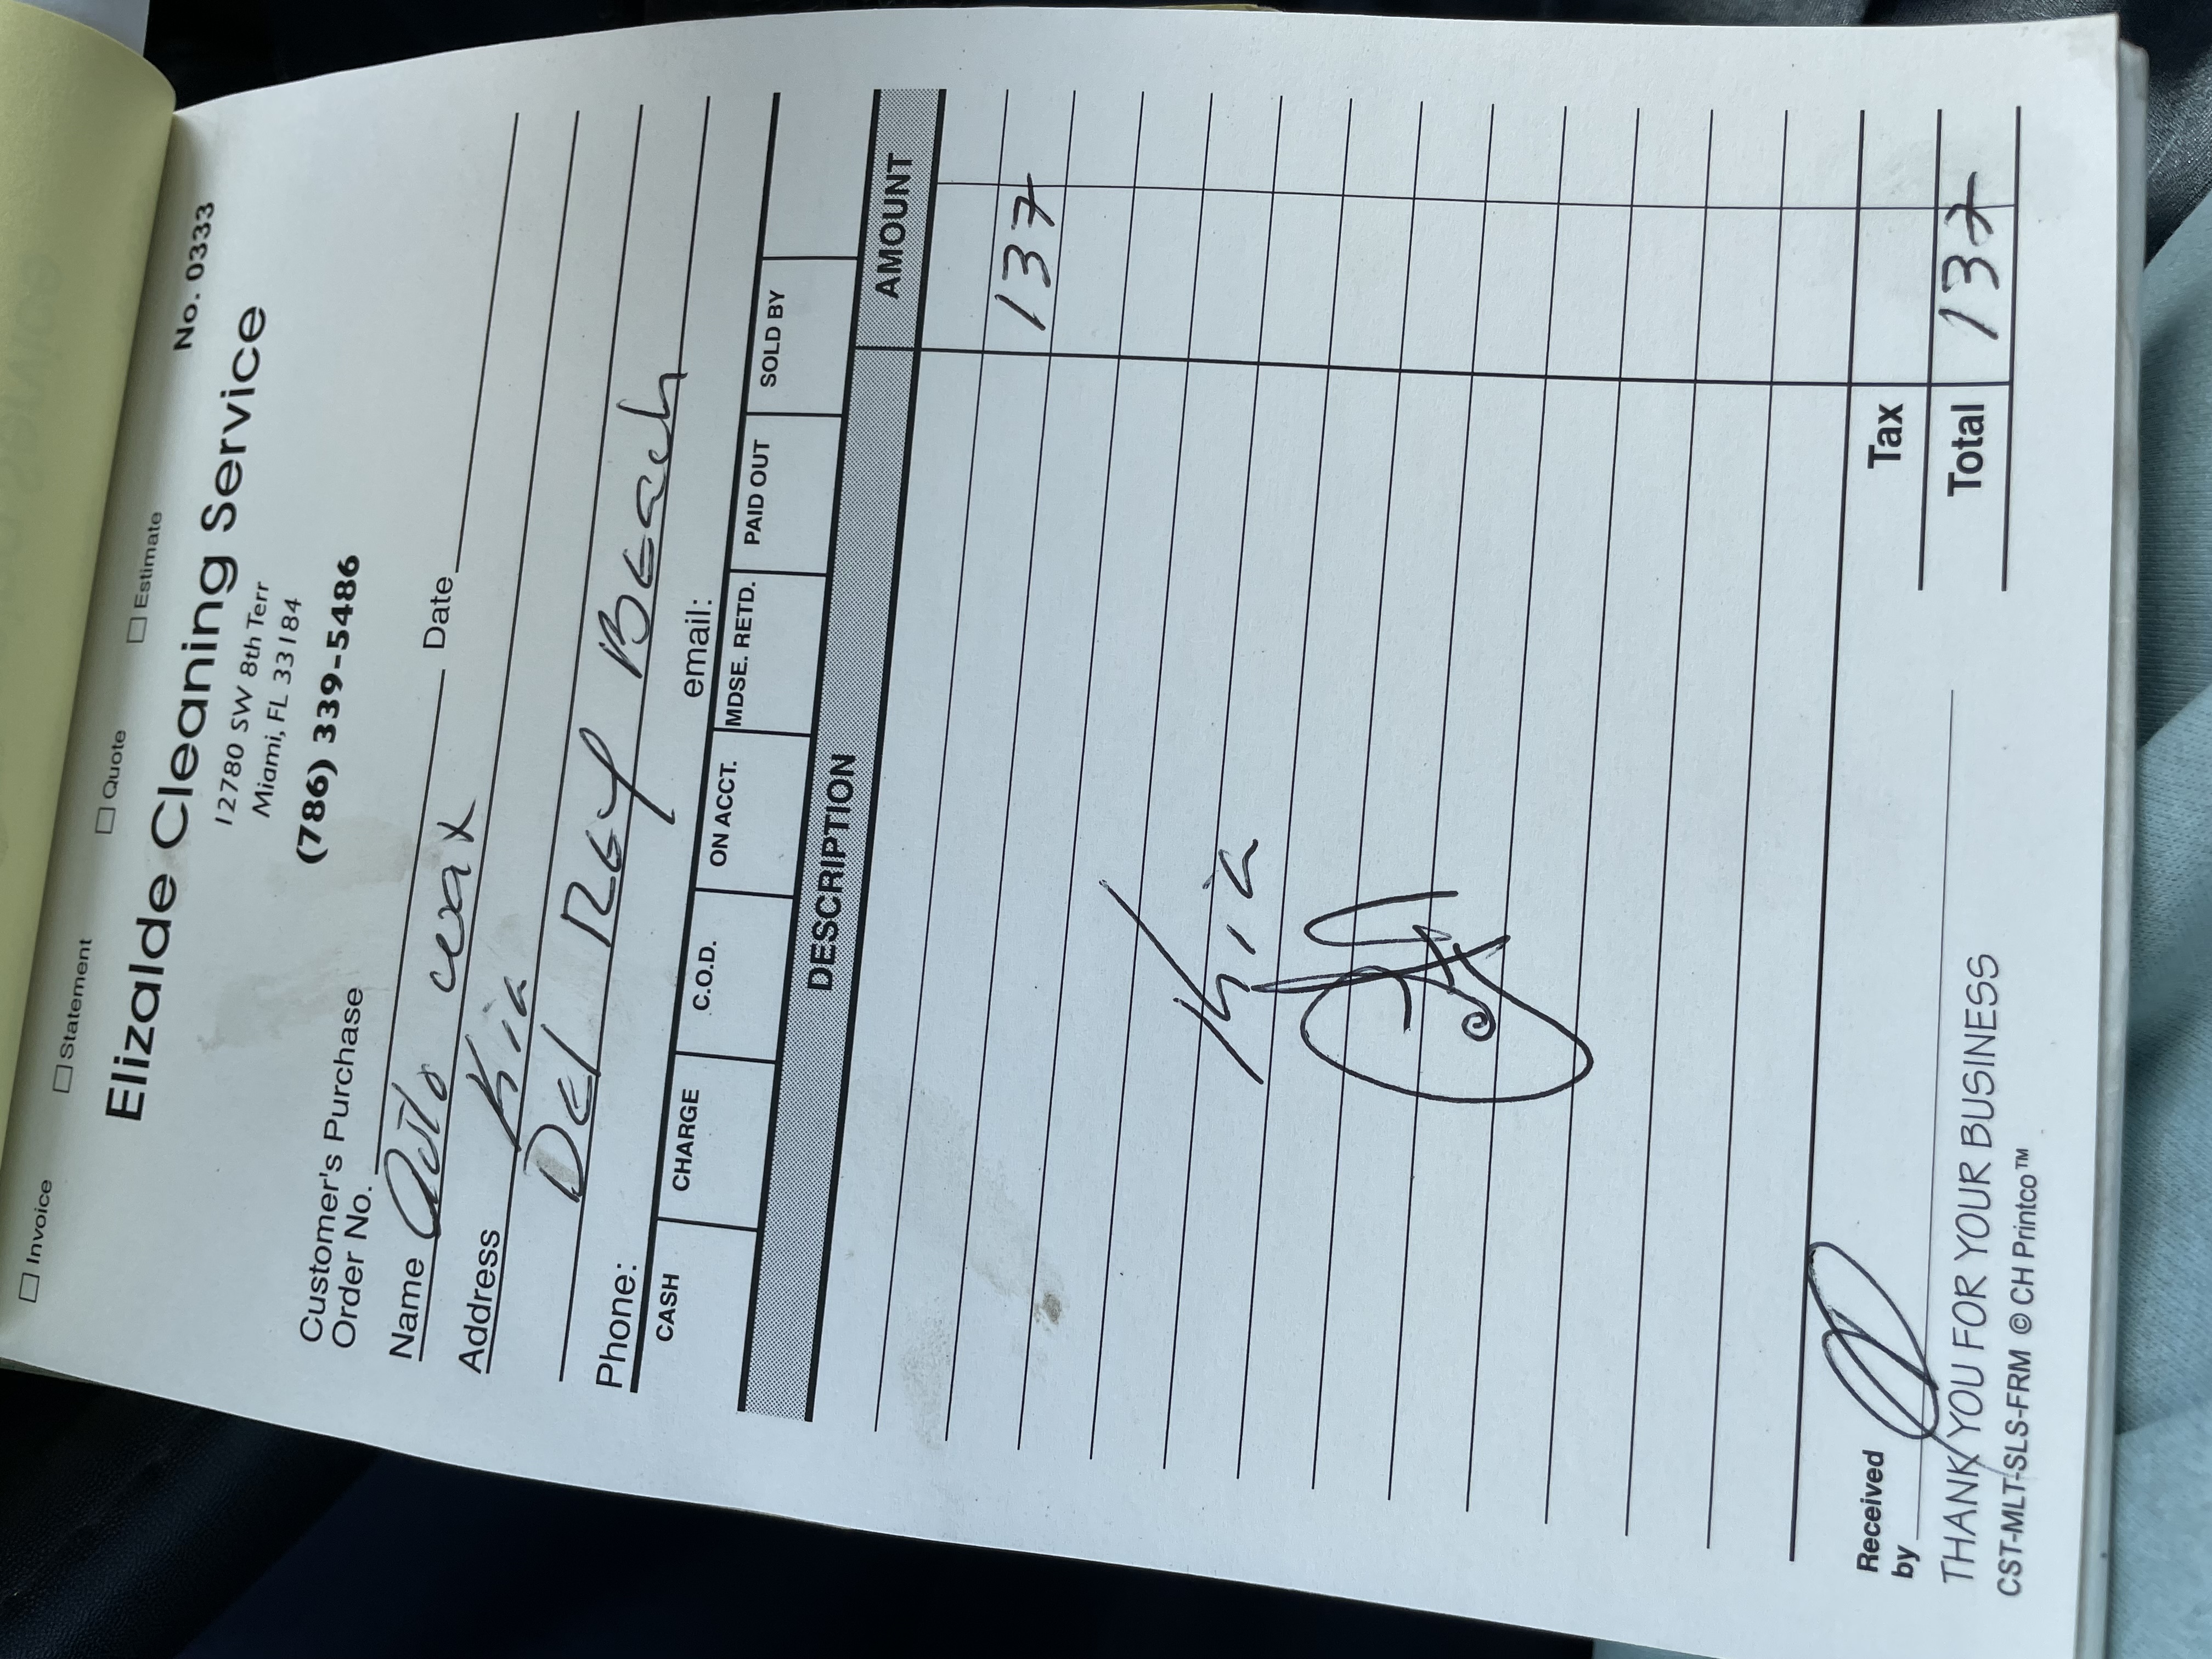 ☐ Invoice ☐ Statement ☐ Quote ☐ Estimate
Elizalde Cleaning Service No. 0333
12780 SW 8th Terr
Miami, FL 33184
(786) 339-5486
Customer's Purchase
Order No.
Name Auto wax Date
Address Kia
Del Ray Beach
Phone: email:
CASH CHARGE C.O.D. ON ACCT. MDSE. RETD. PAID OUT SOLD BY
DESCRIPTION AMOUNT
137
Kia
Tax
Received by
Total 137
THANK YOU FOR YOUR BUSINESS
CST-MLT-SLS-FRM © CH Printco™